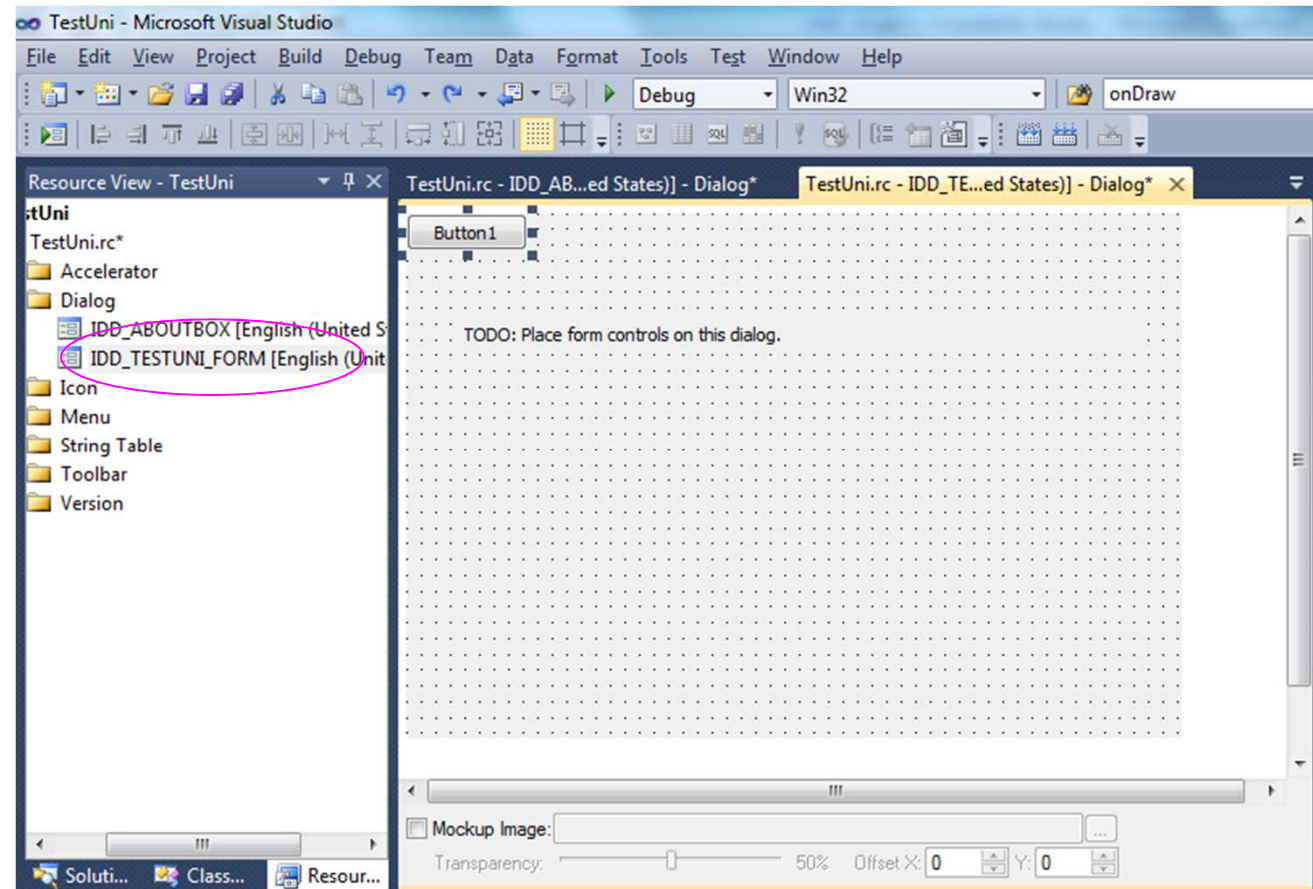 TestUni - Microsoft Visual Studio
File Edit View Project Build Debug Team Data Format Tools Test Window Help
Debug Win32 onDraw
Resource View - TestUni
TestUni.rc - IDD_AB...ed States)] - Dialog* TestUni.rc - IDD_TE...ed States)] - Dialog*
stUni
TestUni.rc*
Accelerator
Dialog
IDD_ABOUTBOX [English (United S
IDD_TESTUNI_FORM [English (Unit
Icon
Menu
String Table
Toolbar
Version
Button1
TODO: Place form controls on this dialog.
Mockup Image: ...
Transparency: 50% Offset X: 0 Y: 0
Soluti... Class... Resour...